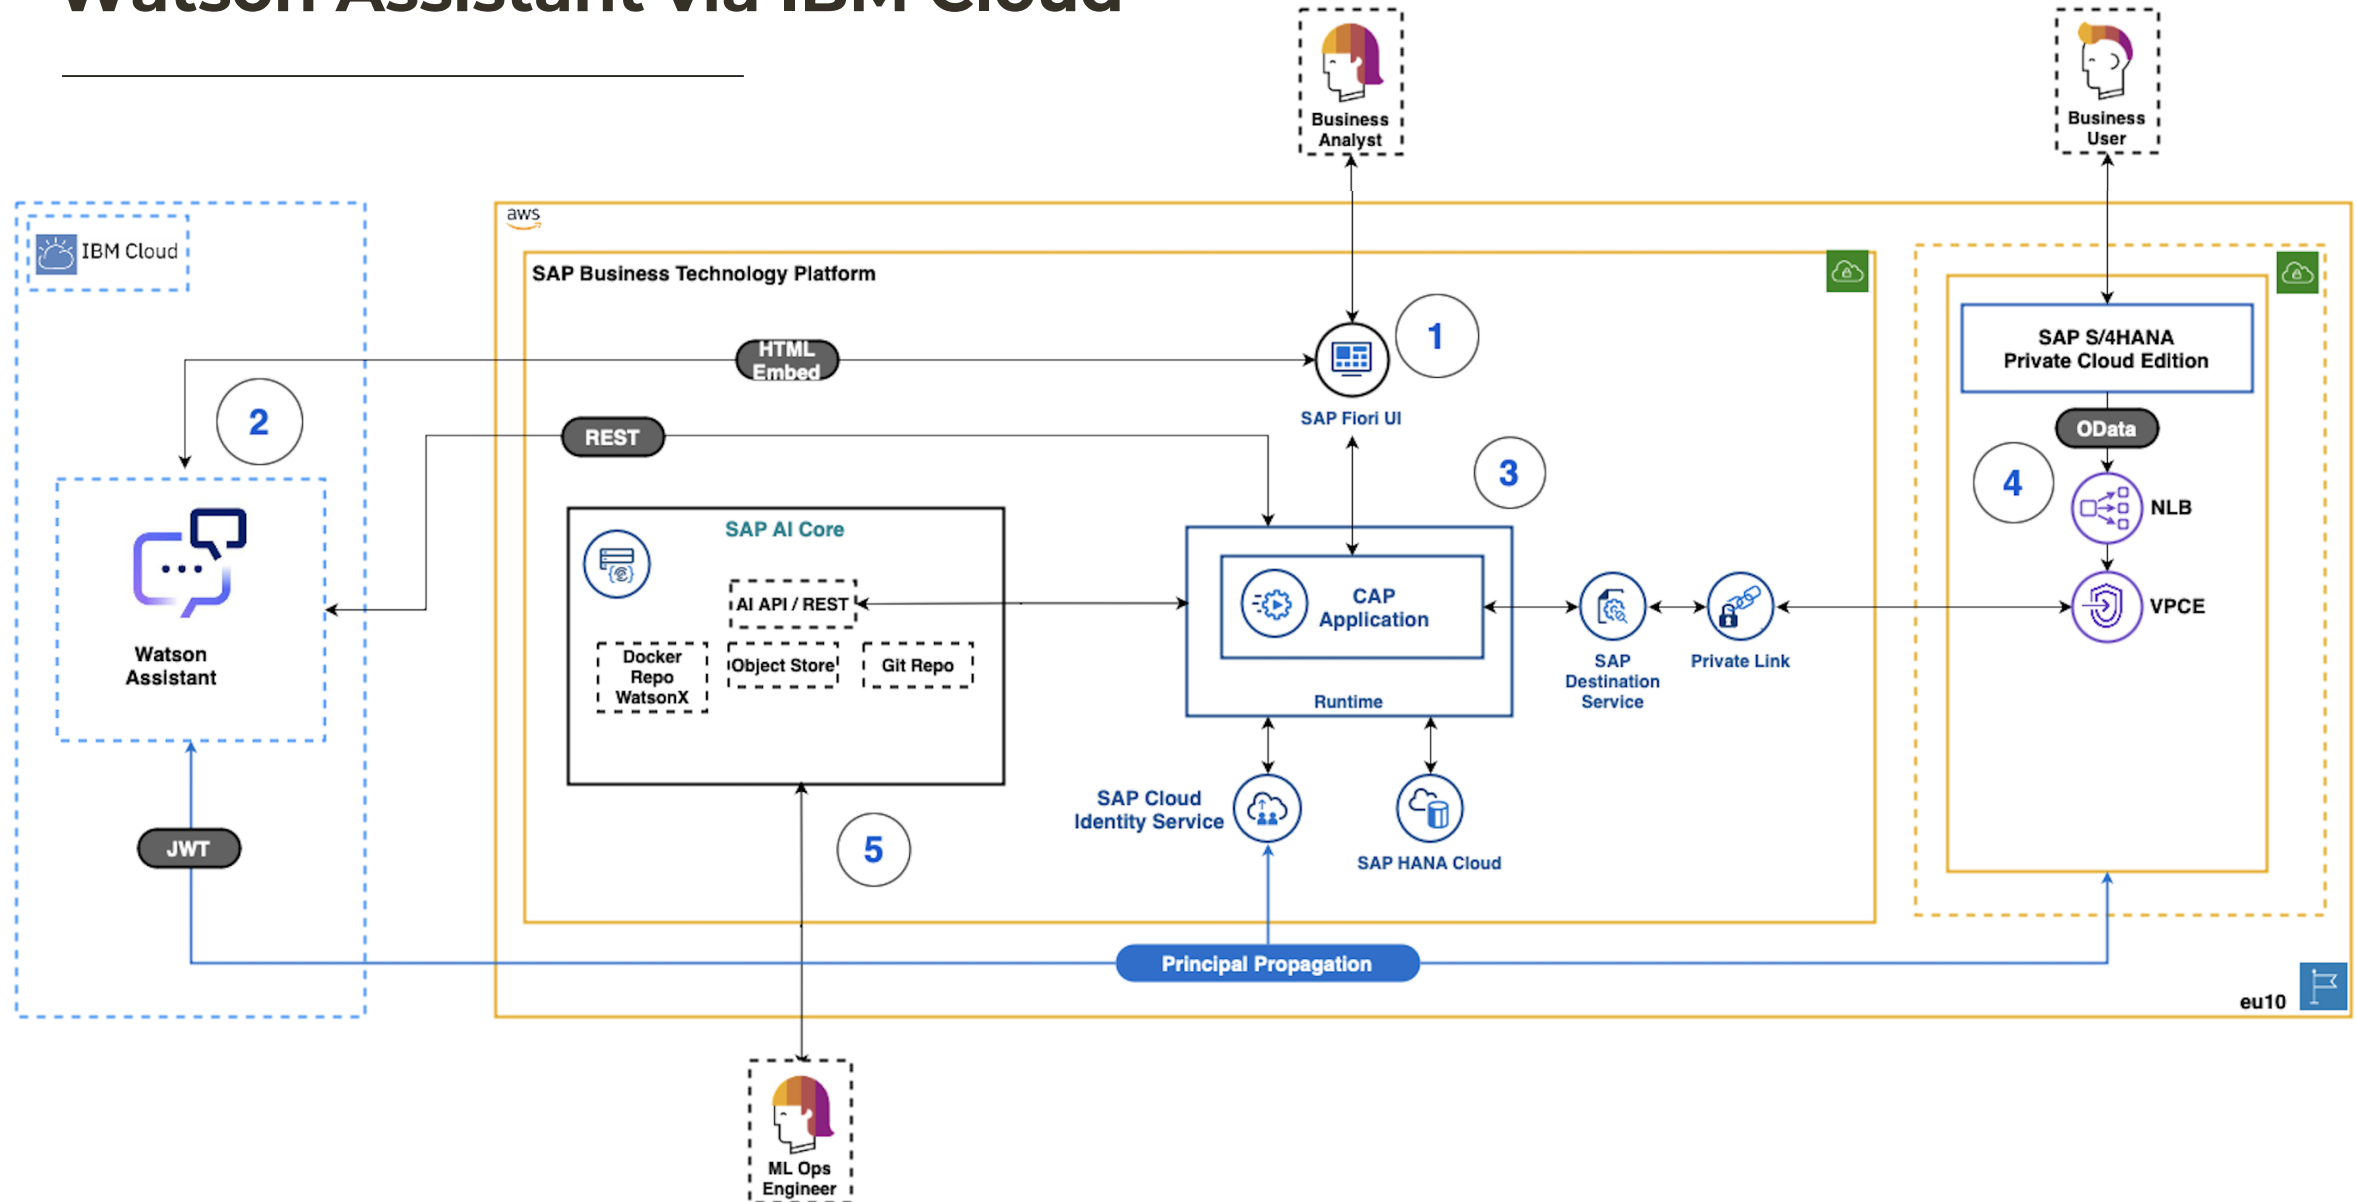 Watson Assistant via IBM Cloud
Business
Analyst
Business
User
aws
IBM Cloud
SAP Business Technology Platform
1
SAP S/4HANA
Private Cloud Edition
HTML
Embed
2
SAP Fiori UI
REST
OData
3
4
NLB
SAP AI Core
AI API / REST
CAP
Application
VPCE
Watson
Assistant
Docker
Repo
WatsonX
Object Store
Git Repo
SAP
Destination
Service
Private Link
Runtime
SAP Cloud
Identity Service
JWT
5
SAP HANA Cloud
Principal Propagation
eu10
ML Ops
Engineer